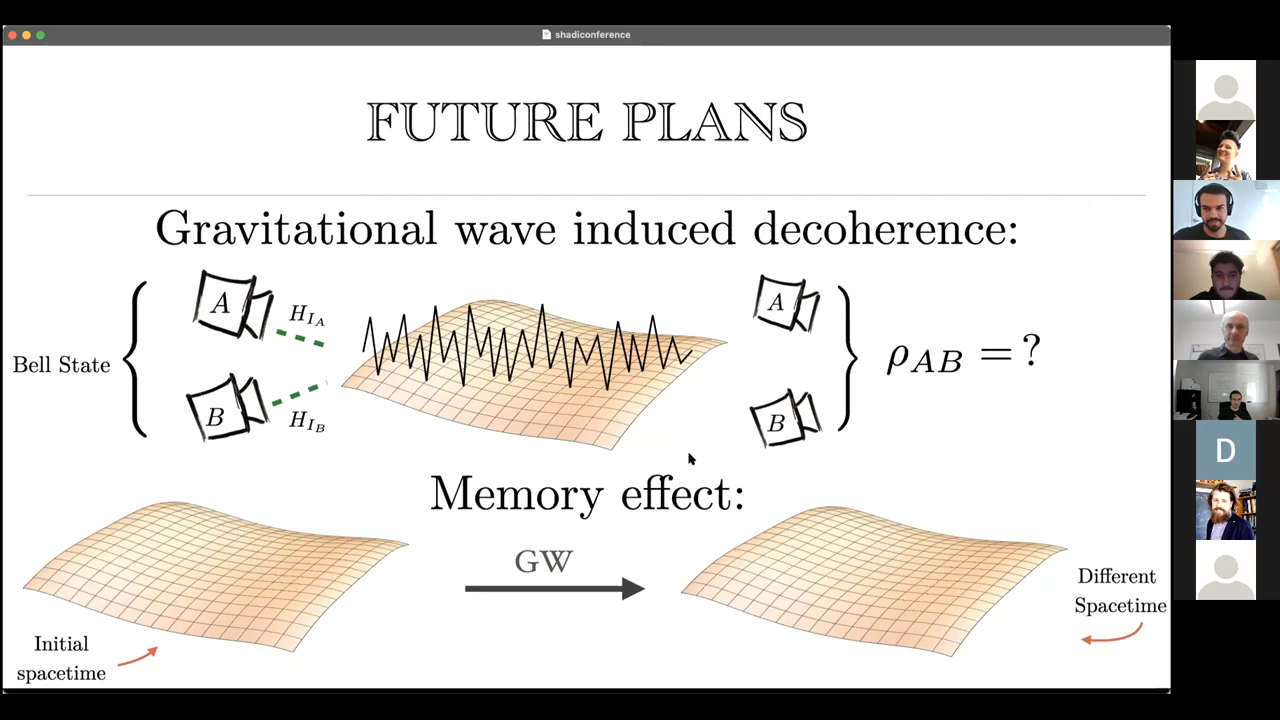 shadiconference
FUTURE PLANS
Gravitational wave induced decoherence:
Bell State
A
H_{I_A}
B
H_{I_B}
A
B
ρ_{AB} = ?
Memory effect:
GW
Initial
spacetime
Different
Spacetime
D